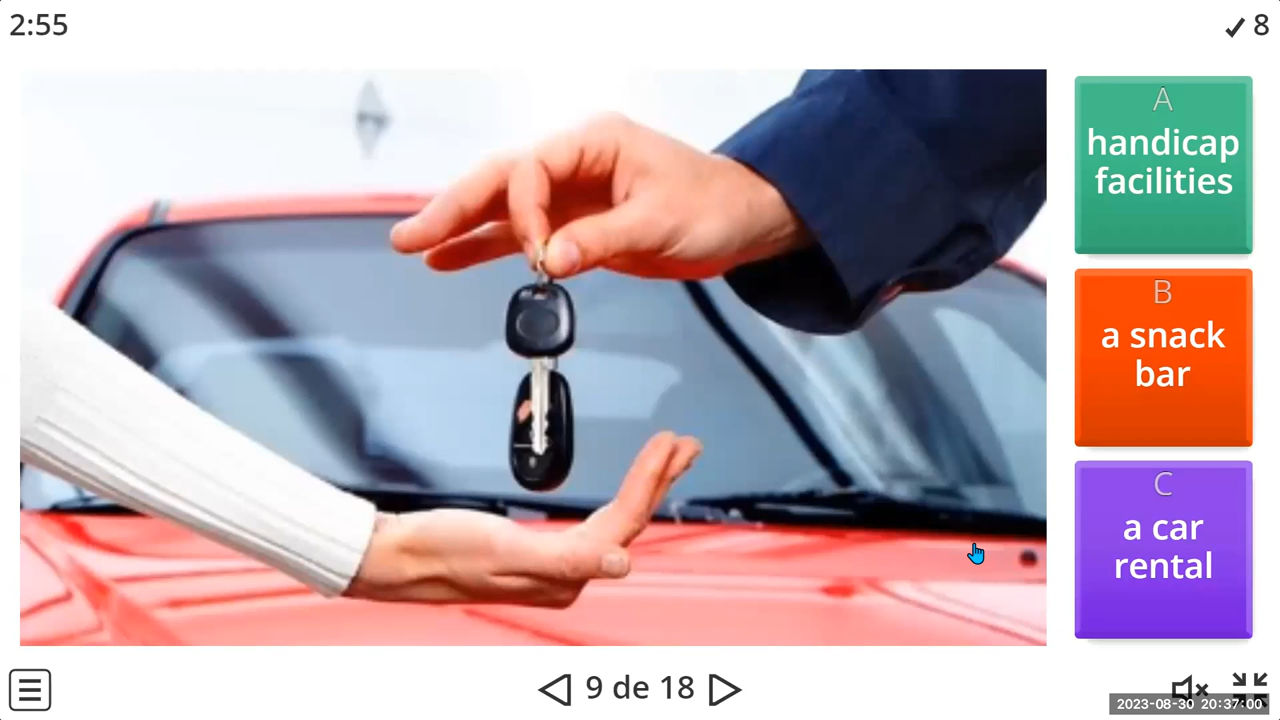 2:55
✓ 8
A
handicap
facilities
B
a snack
bar
C
a car
rental
9 de 18
2023-08-30 20:37:00